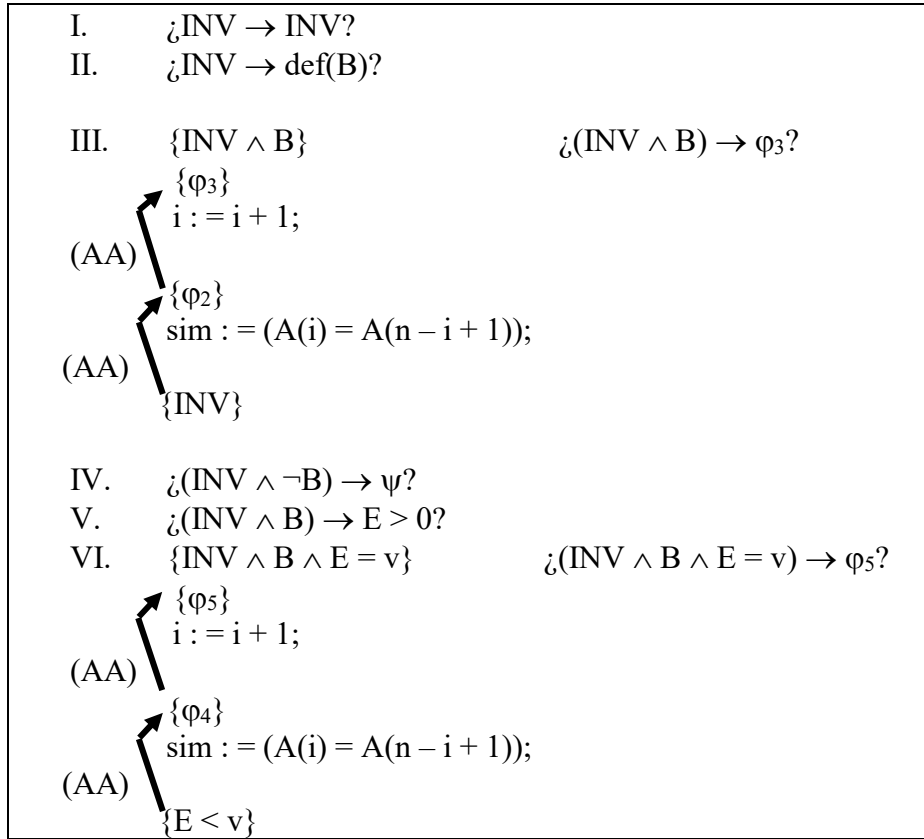 I. ¿INV → INV?
II. ¿INV → def(B)?
III. {INV ∧ B} ¿(INV ∧ B) → φ₃?
{φ₃}
i : = i + 1;
(AA)
{φ₂}
sim : = (A(i) = A(n – i + 1));
(AA)
{INV}
IV. ¿(INV ∧ ¬B) → ψ?
V. ¿(INV ∧ B) → E > 0?
VI. {INV ∧ B ∧ E = v} ¿(INV ∧ B ∧ E = v) → φ₅?
{φ₅}
i : = i + 1;
(AA)
{φ₄}
sim : = (A(i) = A(n – i + 1));
(AA)
{E < v}